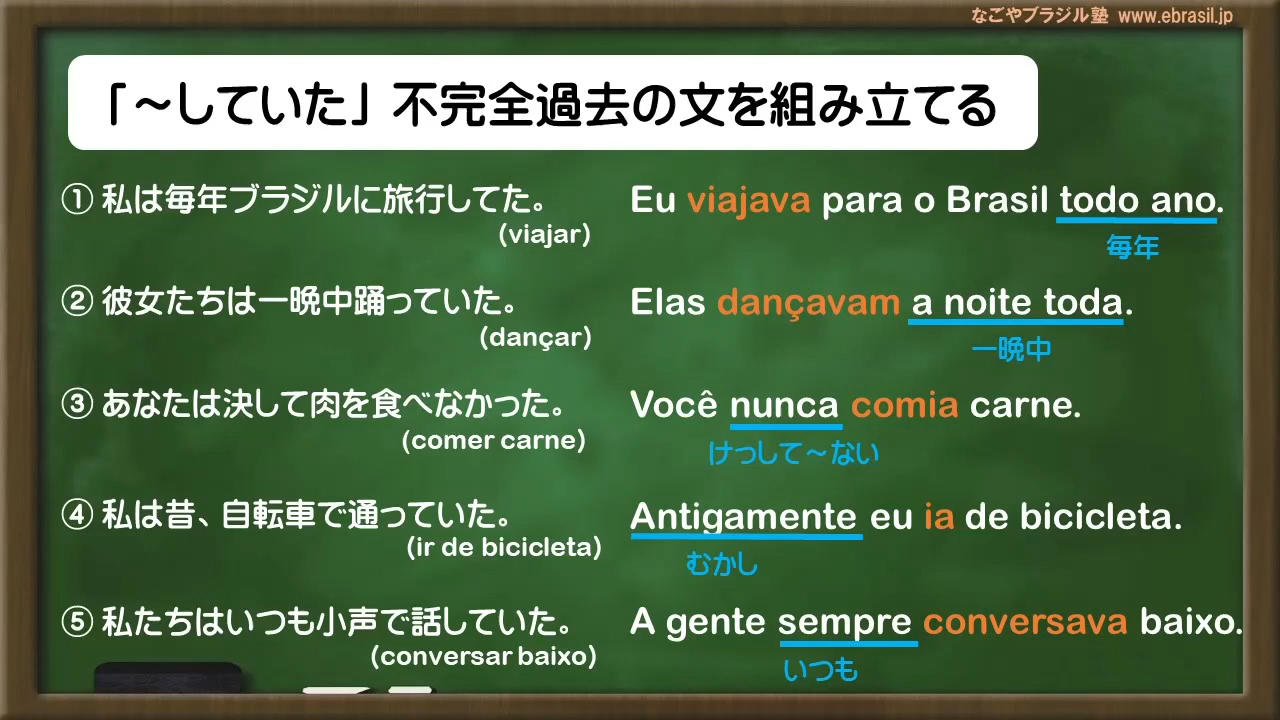 なごやブラジル塾 www.ebrasil.jp
「～していた」不完全過去の文を組み立てる
① 私は毎年ブラジルに旅行してた。 Eu viajava para o Brasil todo ano.
(viajar) 毎年
② 彼女たちは一晩中踊っていた。 Elas dançavam a noite toda.
(dançar) 一晩中
③ あなたは決して肉を食べなかった。 Você nunca comia carne.
(comer carne) けっして～ない
④ 私は昔、自転車で通っていた。 Antigamente eu ia de bicicleta.
(ir de bicicleta) むかし
⑤ 私たちはいつも小声で話していた。 A gente sempre conversava baixo.
(conversar baixo) いつも